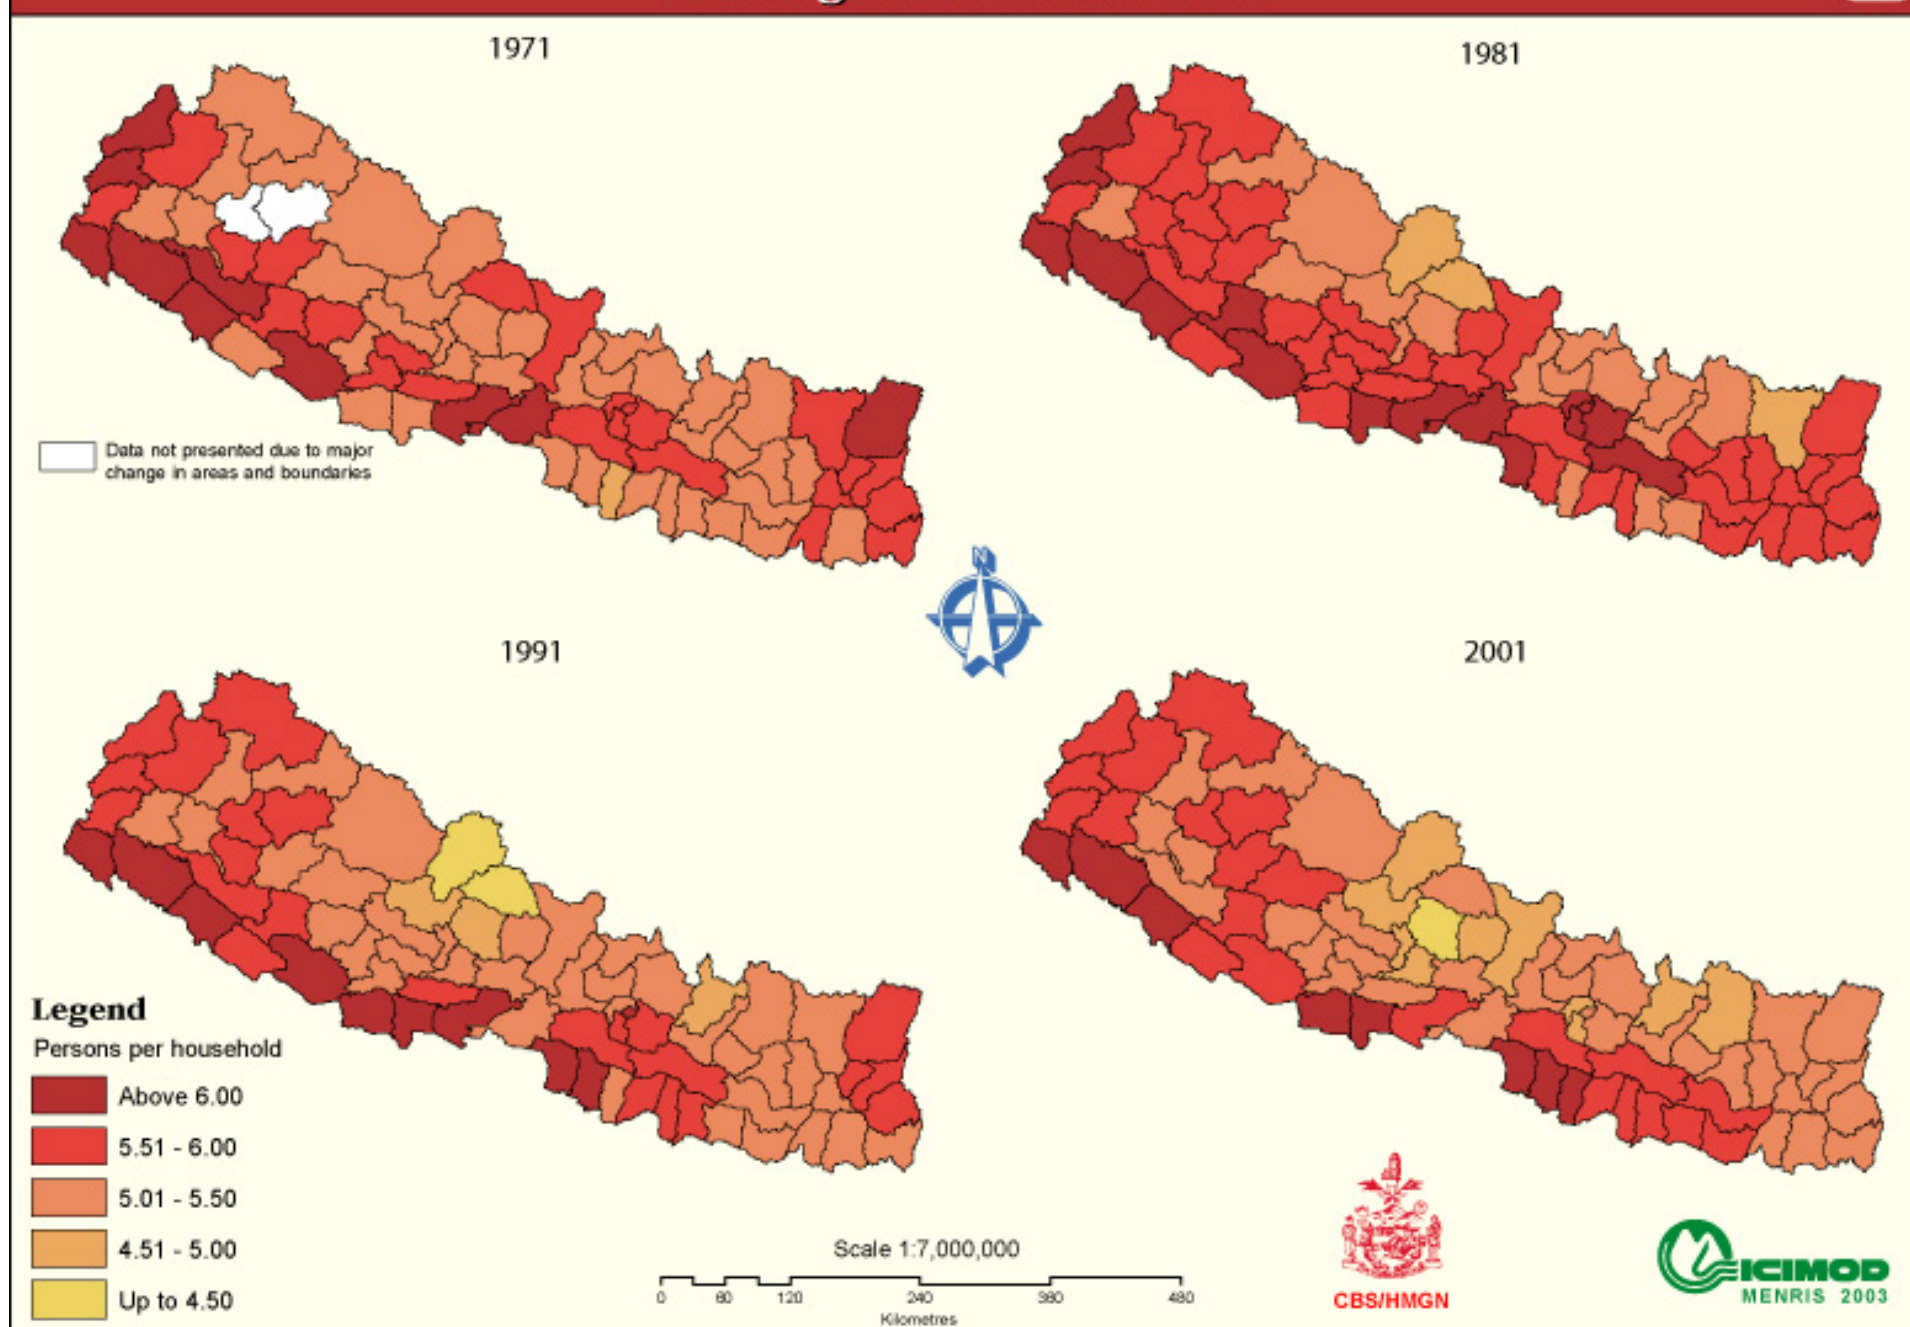 1971
1981
Data not presented due to major
change in areas and boundaries
N
1991
2001
Legend
Persons per household
Above 6.00
5.51 - 6.00
5.01 - 5.50
4.51 - 5.00
Up to 4.50
Scale 1:7,000,000
0 60 120 240 360 480
Kilometres
CBS/HMGN
ICIMOD
MENRIS 2003